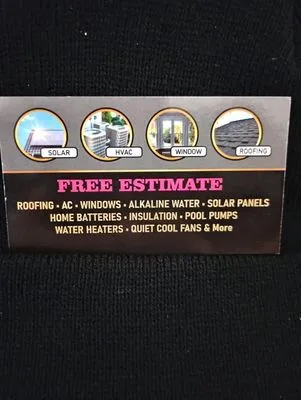 SOLAR
HVAC
WINDOW
ROOFING
FREE ESTIMATE
ROOFING • AC • WINDOWS • ALKALINE WATER • SOLAR PANELS
HOME BATTERIES • INSULATION • POOL PUMPS
WATER HEATERS • QUIET COOL FANS & More